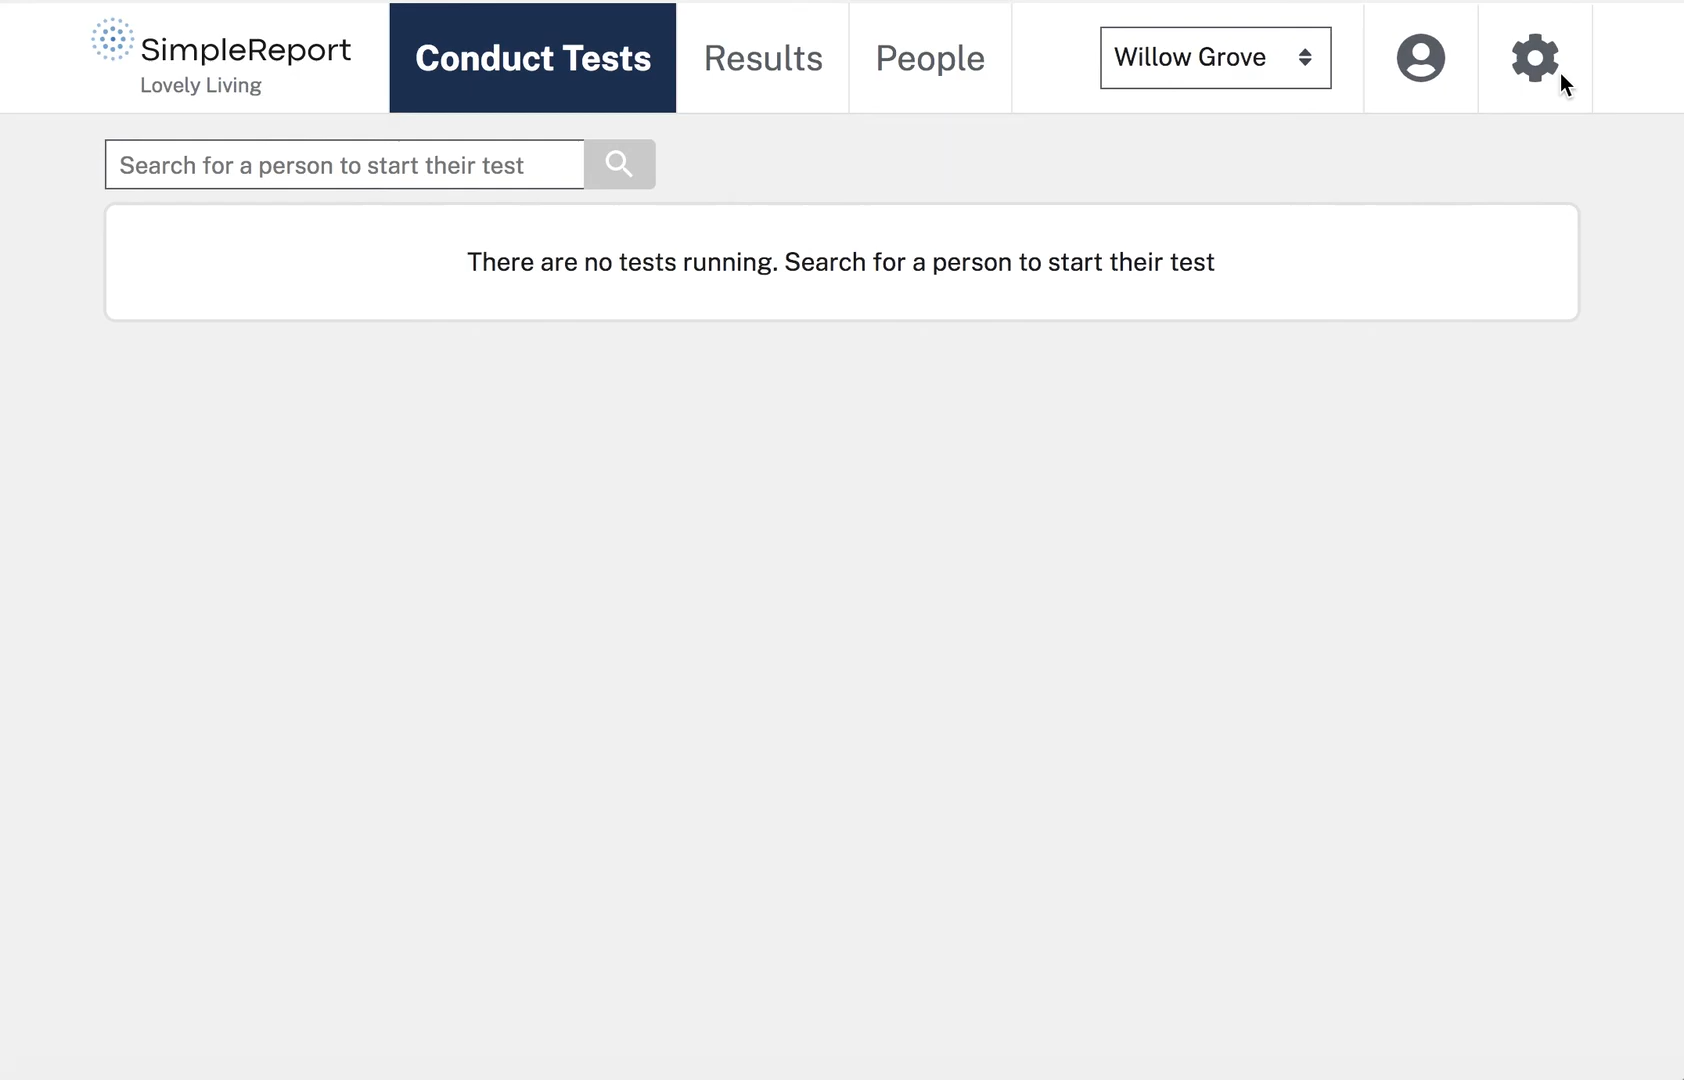 SimpleReport
Lovely Living
Conduct Tests
Results
People
Willow Grove
Search for a person to start their test
There are no tests running. Search for a person to start their test